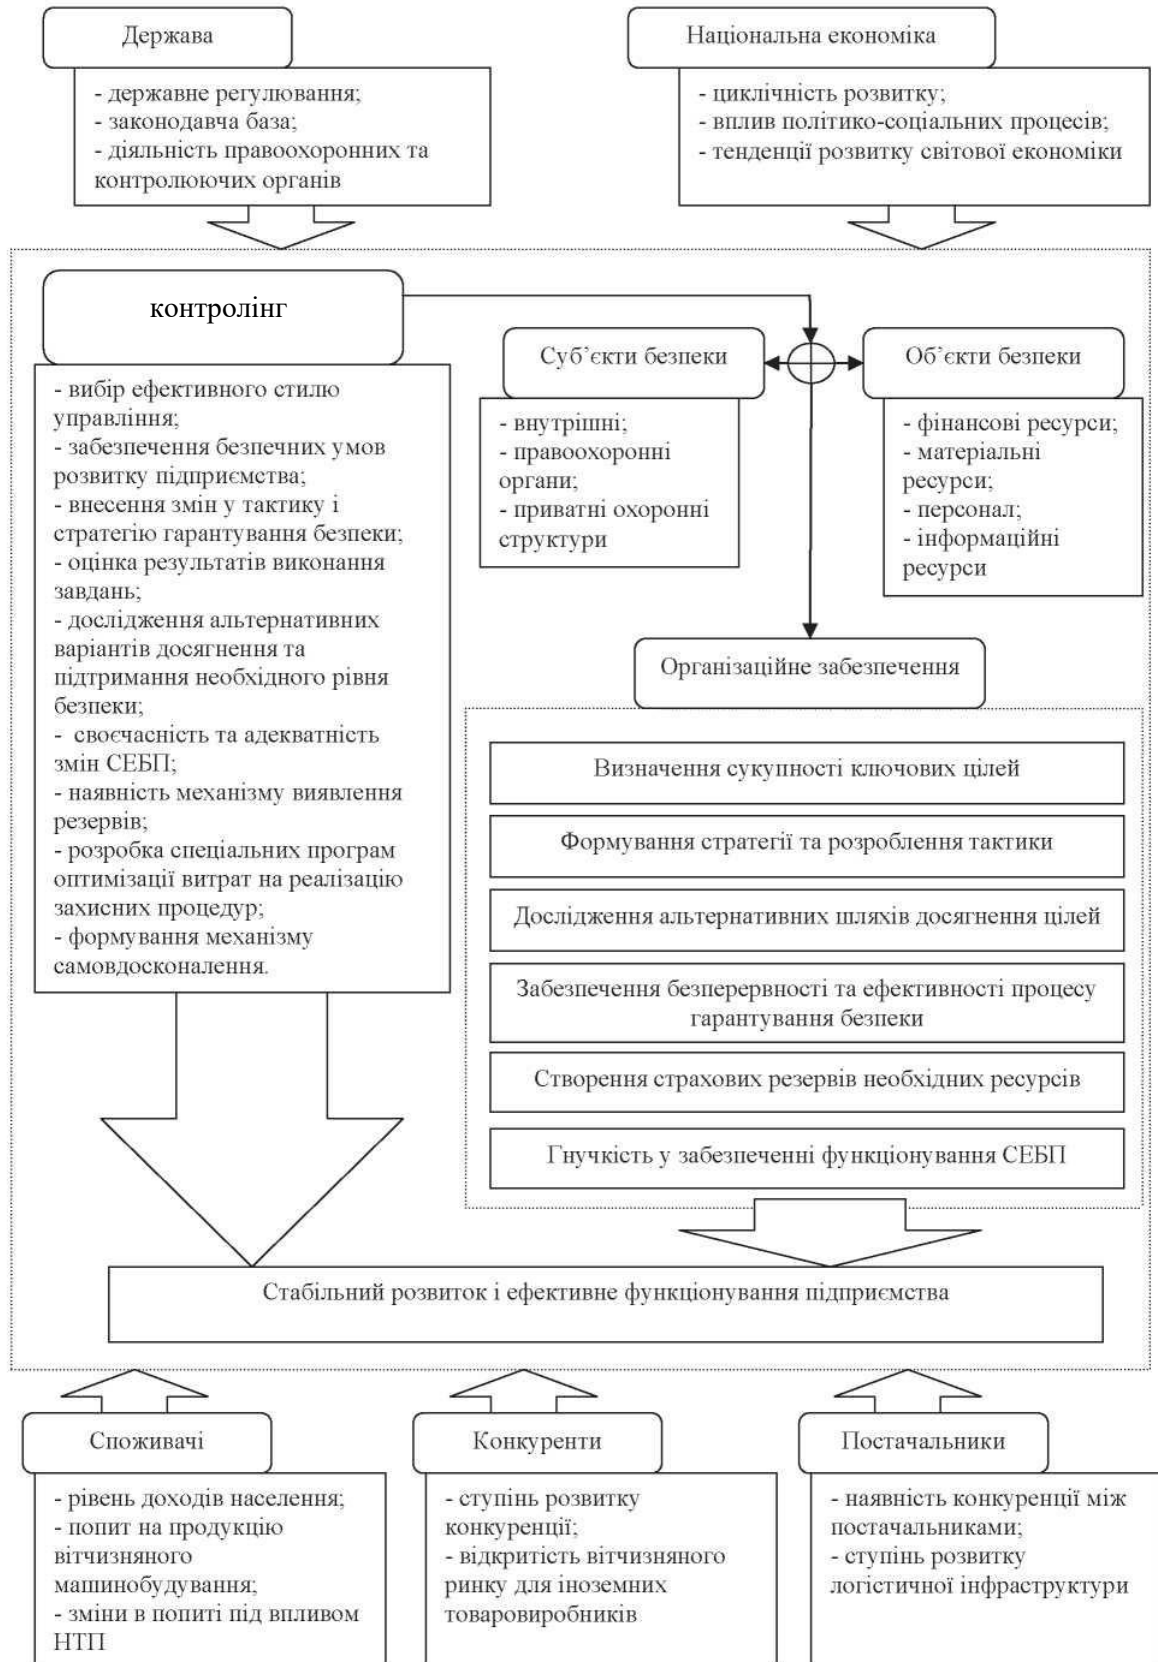 Держава
- державне регулювання;
- законодавча база;
- діяльність правоохоронних та
контролюючих органів
Національна економіка
- циклічність розвитку;
- вплив політико-соціальних процесів;
- тенденції розвитку світової економіки
контролінг
- вибір ефективного стилю
управління;
- забезпечення безпечних умов
розвитку підприємства;
- внесення змін у тактику і
стратегію гарантування безпеки;
- оцінка результатів виконання
завдань;
- дослідження альтернативних
варіантів досягнення та
підтримання необхідного рівня
безпеки;
- своєчасність та адекватність
змін СЕБП;
- наявність механізму виявлення
резервів;
- розробка спеціальних програм
оптимізації витрат на реалізацію
захисних процедур;
- формування механізму
самовдосконалення.
Суб’єкти безпеки
- внутрішні;
- правоохоронні
органи;
- приватні охоронні
структури
Об’єкти безпеки
- фінансові ресурси;
- матеріальні
ресурси;
- персонал;
- інформаційні
ресурси
Організаційне забезпечення
Визначення сукупності ключових цілей
Формування стратегії та розроблення тактики
Дослідження альтернативних шляхів досягнення цілей
Забезпечення безперервності та ефективності процесу
гарантування безпеки
Створення страхових резервів необхідних ресурсів
Гнучкість у забезпеченні функціонування СЕБП
Стабільний розвиток і ефективне функціонування підприємства
Споживачі
- рівень доходів населення;
- попит на продукцію
вітчизняного
машинобудування;
- зміни в попиті під впливом
НТП
Конкуренти
- ступінь розвитку
конкуренції;
- відкритість вітчизняного
ринку для іноземних
товаровиробників
Постачальники
- наявність конкуренції між
постачальниками;
- ступінь розвитку
логістичної інфраструктури